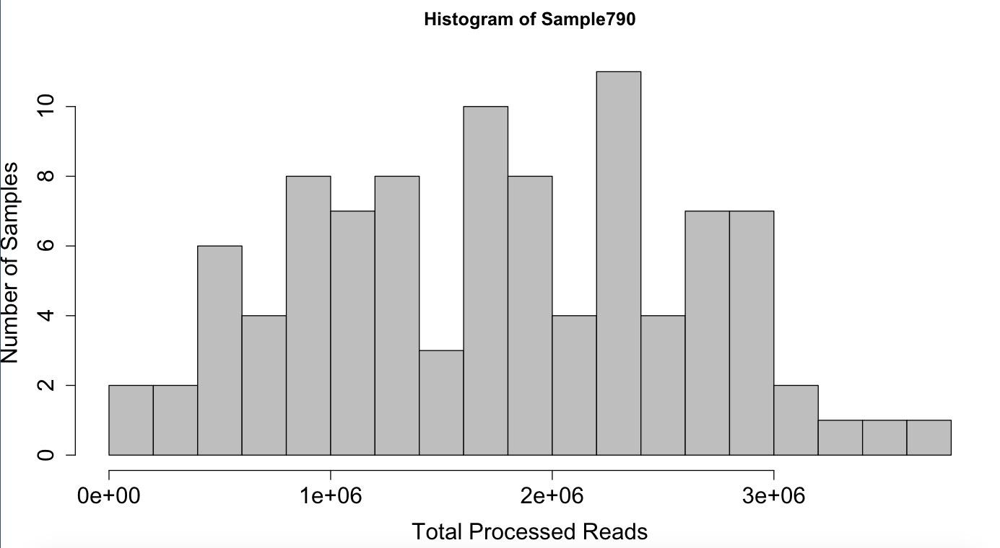 Histogram of Sample790
10
8
6
4
2
0
Number of Samples
0e+00 1e+06 2e+06 3e+06
Total Processed Reads